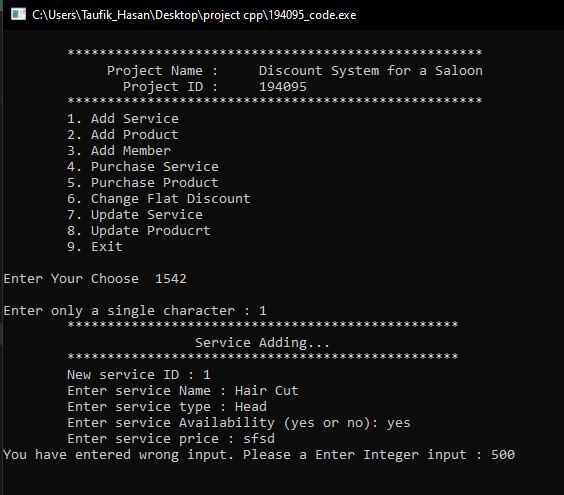 C:\Users\Taufik_Hasan\Desktop\project cpp\194095_code.exe
****************************************************
Project Name :     Discount System for a Saloon
Project ID :     194095
****************************************************
1. Add Service
2. Add Product
3. Add Member
4. Purchase Service
5. Purchase Product
6. Change Flat Discount
7. Update Service
8. Update Producrt
9. Exit
Enter Your Choose  1542
Enter only a single character : 1
*************************************************
Service Adding...
*************************************************
New service ID : 1
Enter service Name : Hair Cut
Enter service type : Head
Enter service Availability (yes or no): yes
Enter service price : sfsd
You have entered wrong input. Please a Enter Integer input : 500